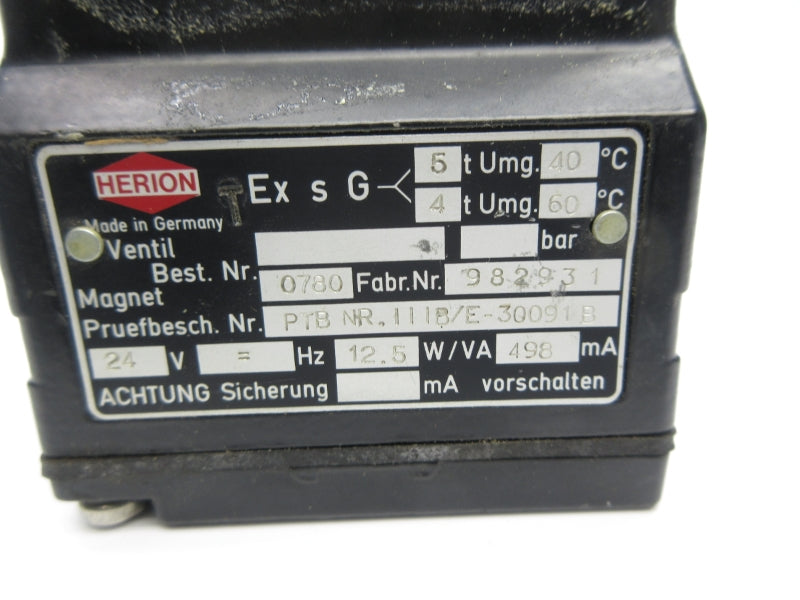 HERION
Made in Germany
Ex s G 5 t Umg. 40 °C
4 t Umg. 60 °C
Ventil bar
Best. Nr. 0780 Fabr.Nr. 982931
Magnet
Pruefbesch. Nr. PTB NR. III B/E-30091 B
24 V = Hz 12.5 W/VA 498 mA
ACHTUNG Sicherung mA vorschalten